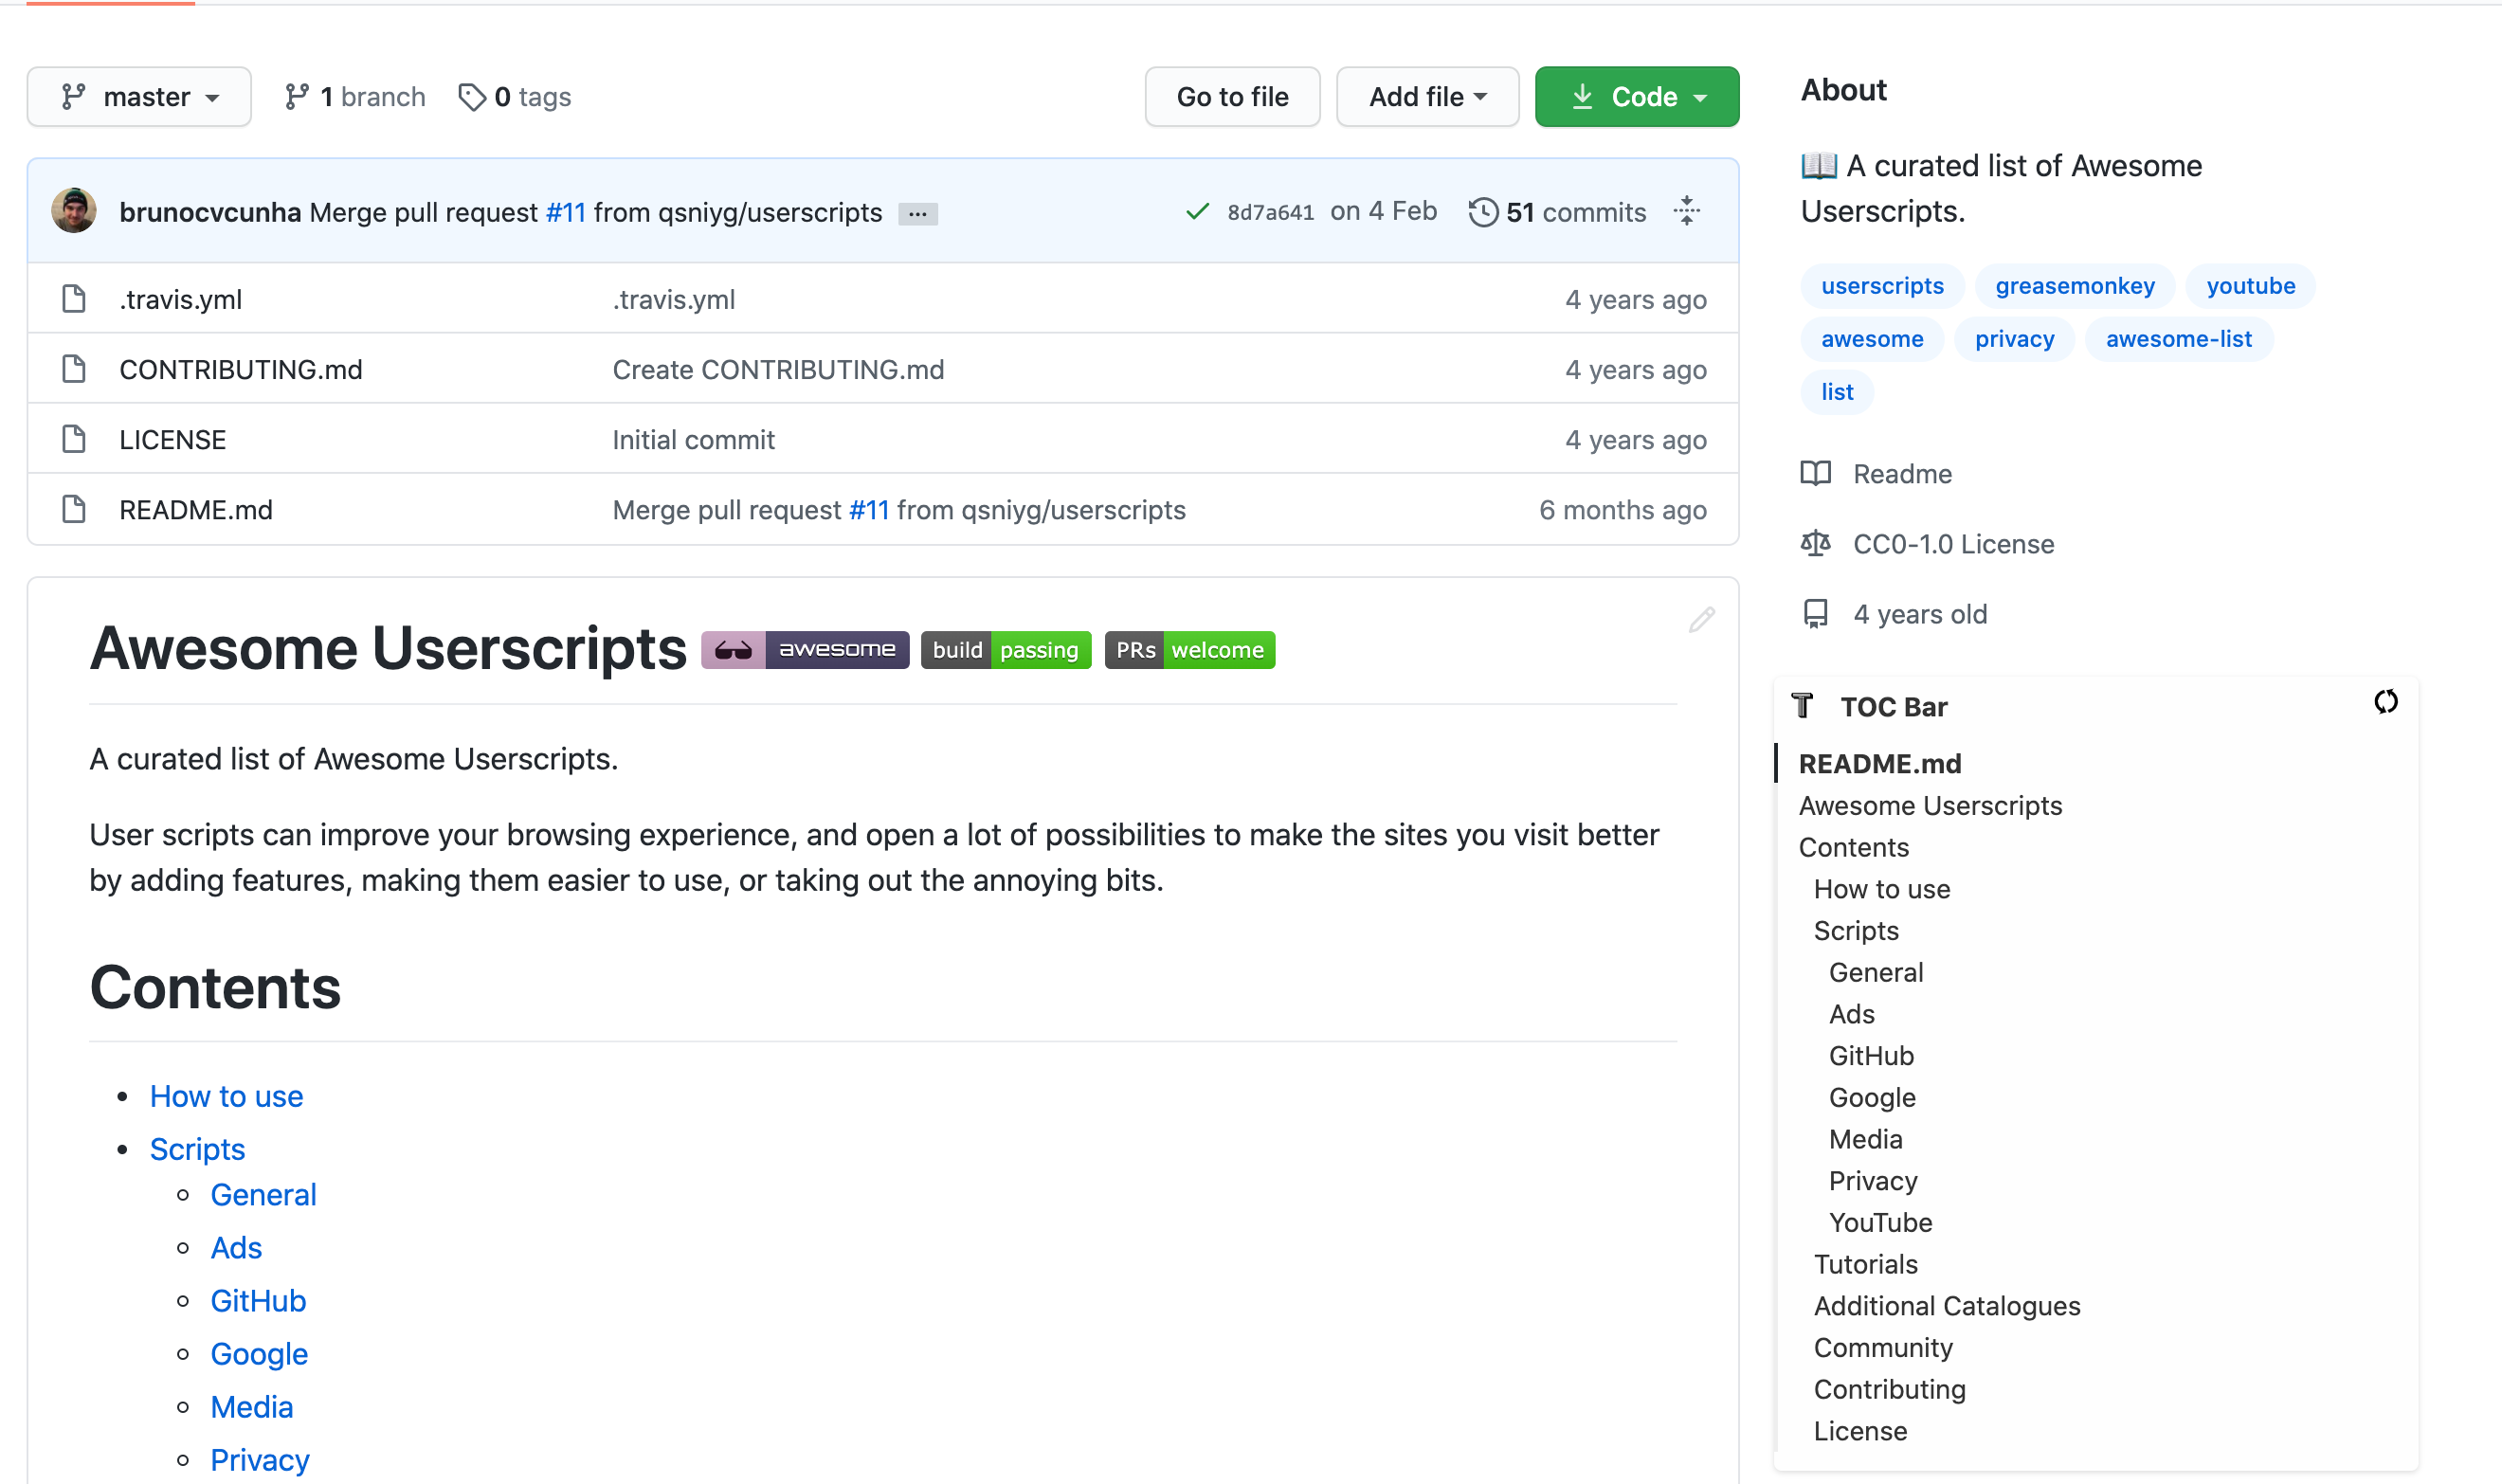 master
1 branch
0 tags
Go to file
Add file
Code
brunocvcunha Merge pull request #11 from qsniyg/userscripts ...
8d7a641 on 4 Feb
51 commits
.travis.yml
.travis.yml
4 years ago
CONTRIBUTING.md
Create CONTRIBUTING.md
4 years ago
LICENSE
Initial commit
4 years ago
README.md
Merge pull request #11 from qsniyg/userscripts
6 months ago
Awesome Userscripts
awesome
build passing
PRs welcome
A curated list of Awesome Userscripts.
User scripts can improve your browsing experience, and open a lot of possibilities to make the sites you visit better
by adding features, making them easier to use, or taking out the annoying bits.
Contents
How to use
Scripts
General
Ads
GitHub
Google
Media
Privacy
About
📖 A curated list of Awesome
Userscripts.
userscripts greasemonkey youtube
awesome privacy awesome-list
list
Readme
CC0-1.0 License
4 years old
T TOC Bar
README.md
Awesome Userscripts
Contents
How to use
Scripts
General
Ads
GitHub
Google
Media
Privacy
YouTube
Tutorials
Additional Catalogues
Community
Contributing
License